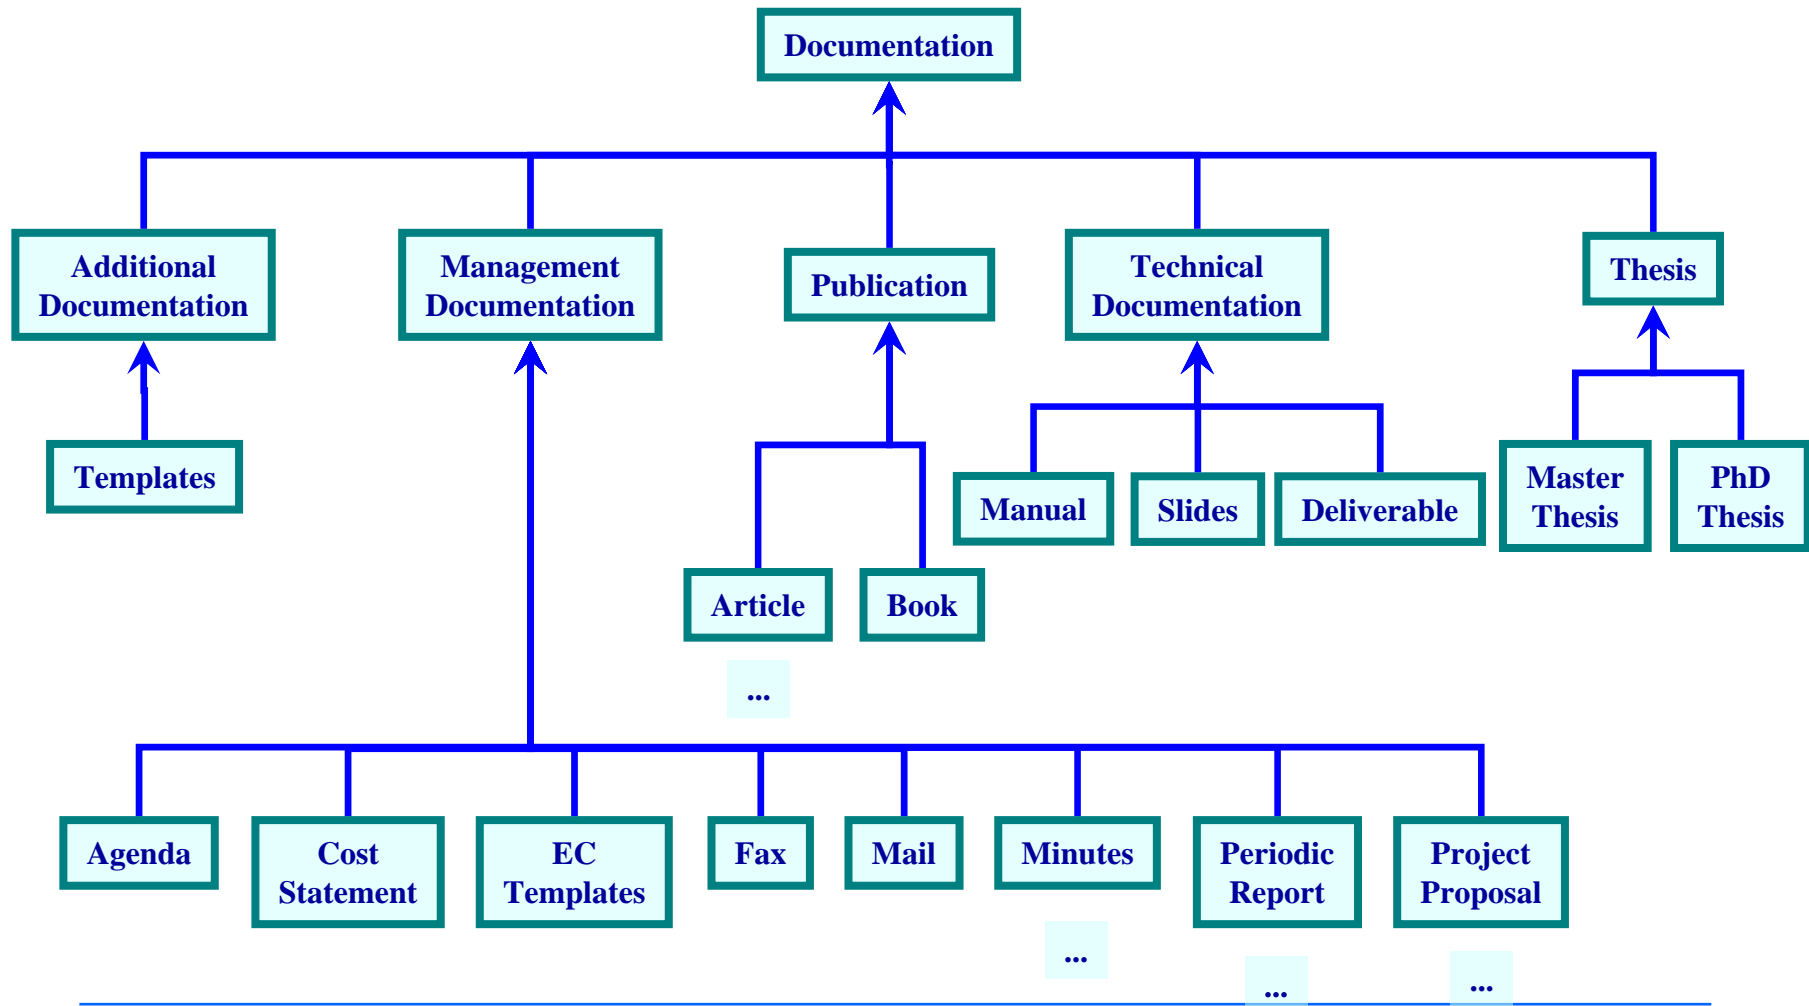 Documentation
Additional
Documentation
Management
Documentation
Publication
Technical
Documentation
Thesis
Templates
Manual
Slides
Deliverable
Master
Thesis
PhD
Thesis
Article
Book
...
Agenda
Cost
Statement
EC
Templates
Fax
Mail
Minutes
Periodic
Report
Project
Proposal
...
...
...